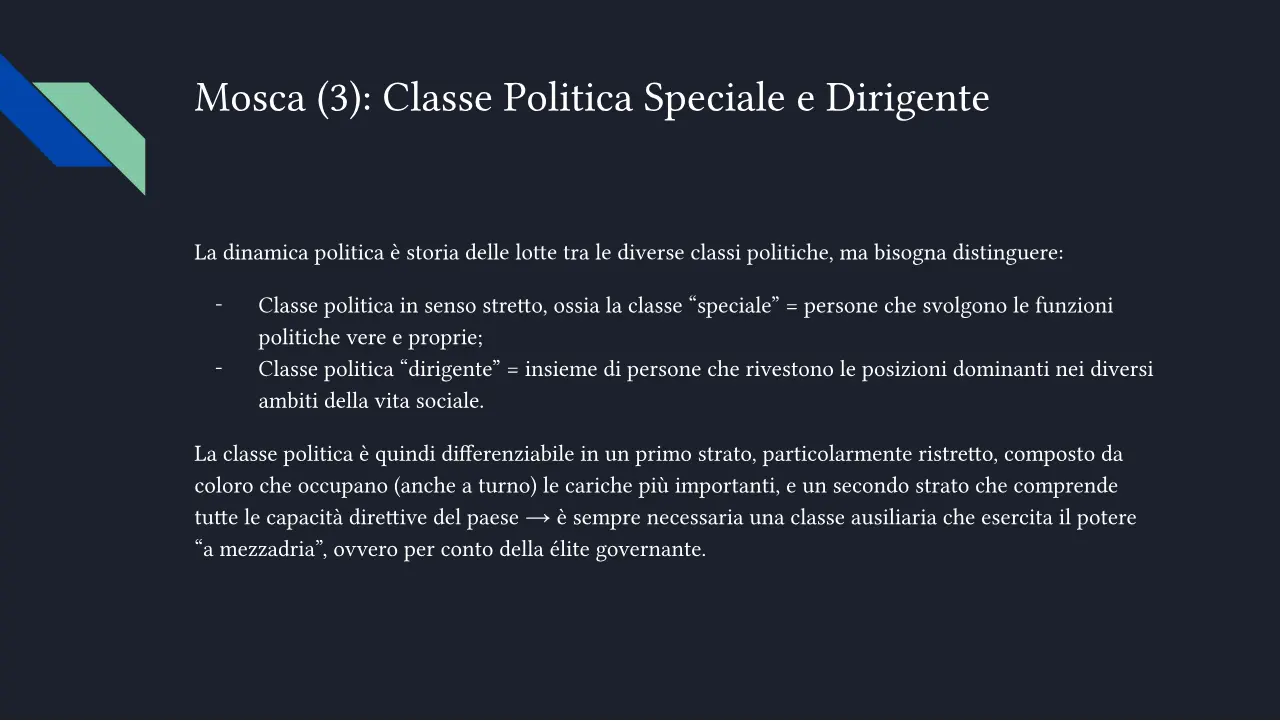 Mosca (3): Classe Politica Speciale e Dirigente
La dinamica politica è storia delle lotte tra le diverse classi politiche, ma bisogna distinguere:
- Classe politica in senso stretto, ossia la classe “speciale” = persone che svolgono le funzioni
politiche vere e proprie;
- Classe politica “dirigente” = insieme di persone che rivestono le posizioni dominanti nei diversi
ambiti della vita sociale.
La classe politica è quindi differenziabile in un primo strato, particolarmente ristretto, composto da
coloro che occupano (anche a turno) le cariche più importanti, e un secondo strato che comprende
tutte le capacità direttive del paese → è sempre necessaria una classe ausiliaria che esercita il potere
“a mezzadria”, ovvero per conto della élite governante.